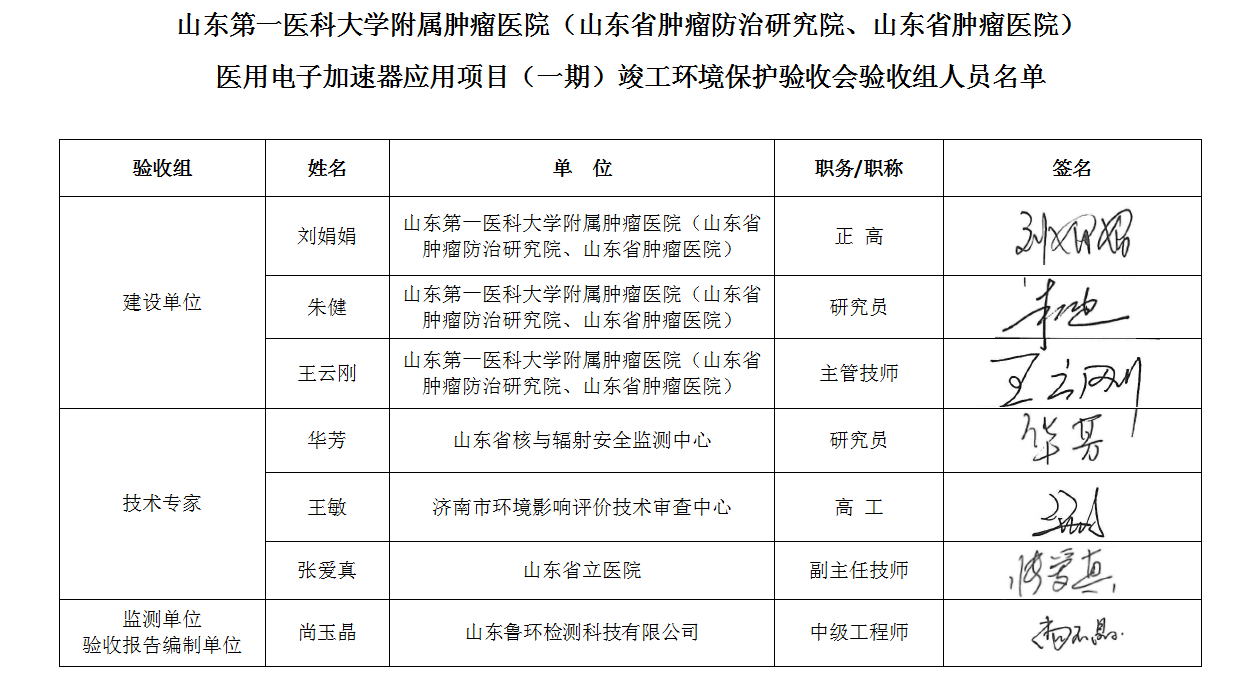 山东第一医科大学附属肿瘤医院（山东省肿瘤防治研究院、山东省肿瘤医院）
医用电子加速器应用项目（一期）竣工环境保护验收会验收组人员名单
验收组 姓名 单 位 职务/职称 签名
建设单位
刘娟娟 山东第一医科大学附属肿瘤医院（山东省
肿瘤防治研究院、山东省肿瘤医院） 正 高 刘娟娟
朱健 山东第一医科大学附属肿瘤医院（山东省
肿瘤防治研究院、山东省肿瘤医院） 研究员 朱健
王云刚 山东第一医科大学附属肿瘤医院（山东省
肿瘤防治研究院、山东省肿瘤医院） 主管技师 王云刚
技术专家
华芳 山东省核与辐射安全监测中心 研究员 华芳
王敏 济南市环境影响评价技术审查中心 高 工
张爱真 山东省立医院 副主任技师 张爱真
监测单位
验收报告编制单位
尚玉晶 山东鲁环检测科技有限公司 中级工程师 尚玉晶